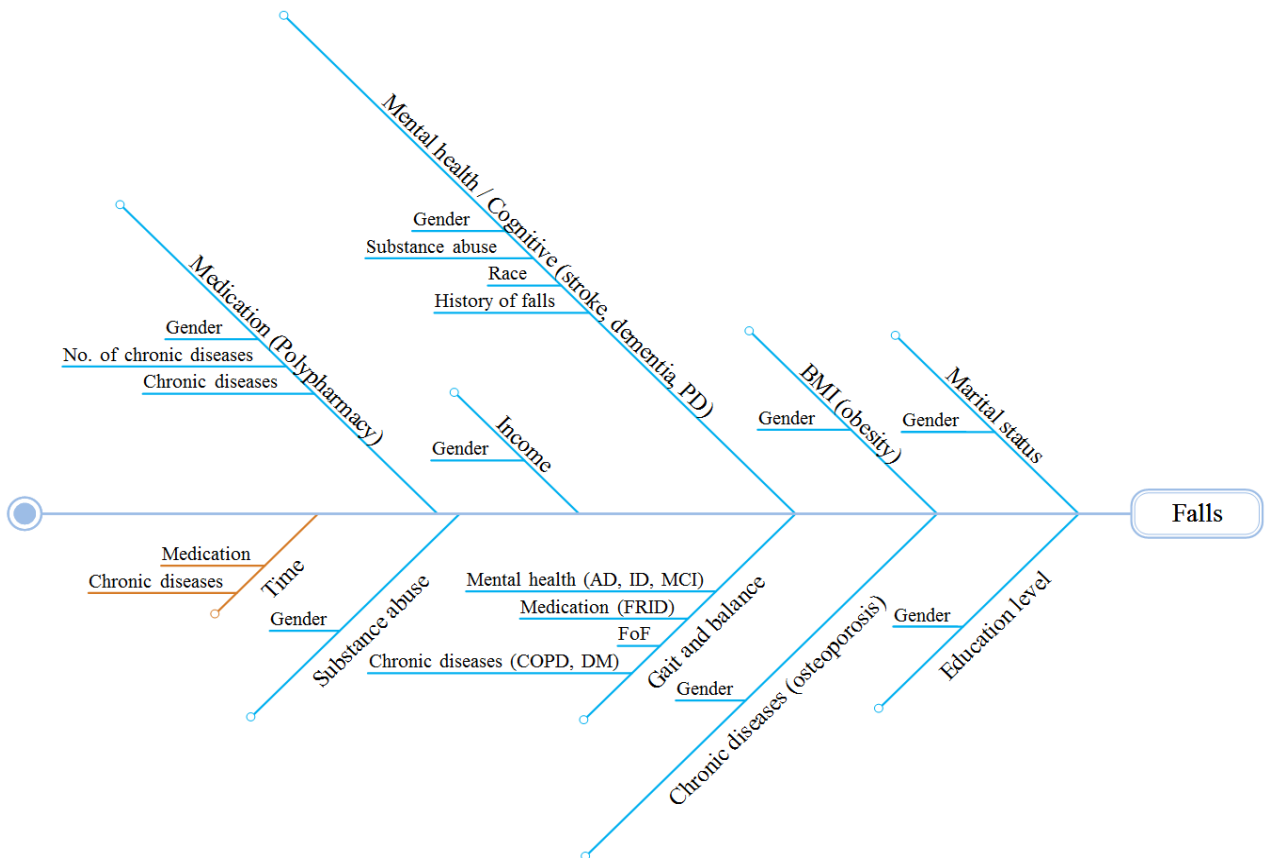 Mental health / Cognitive (stroke, dementia, PD)
Gender
Substance abuse
Race
History of falls
Medication (Polypharmacy)
Gender
No. of chronic diseases
Chronic diseases
Income
Gender
BMI (obesity)
Gender
Marital status
Gender
Falls
Time
Medication
Chronic diseases
Substance abuse
Gender
Gait and balance
Mental health (AD, ID, MCI)
Medication (FRID)
FoF
Chronic diseases (COPD, DM)
Chronic diseases (osteoporosis)
Gender
Education level
Gender